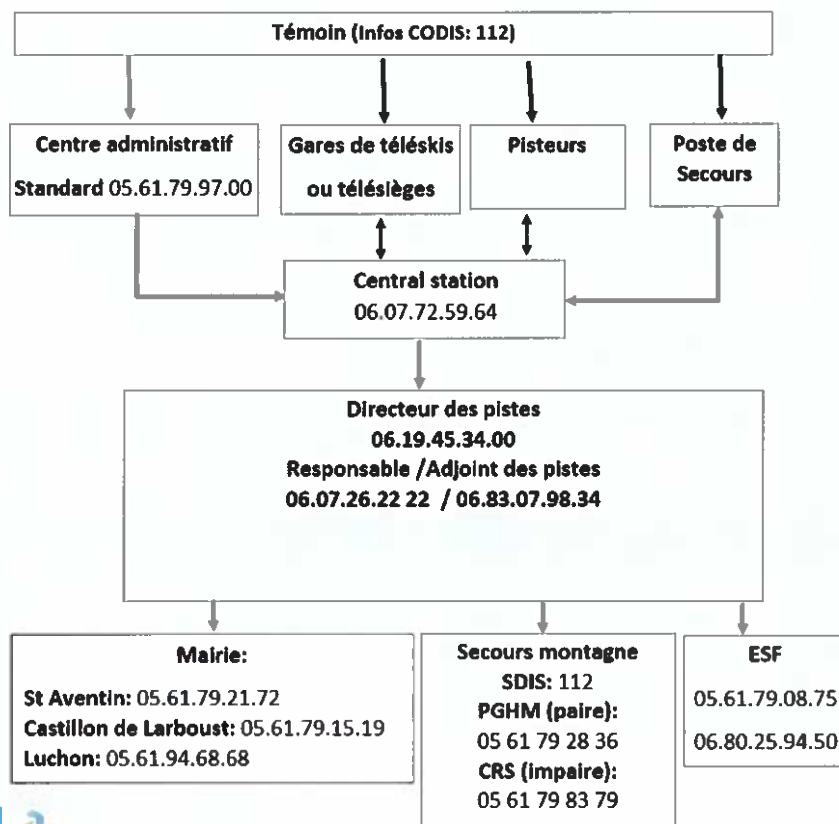 Témoin (Infos CODIS: 112)
Centre administratif
Standard 05.61.79.97.00
Gares de téléskis
ou télésièges
Pisteurs
Poste de
Secours
Central station
06.07.72.59.64
Directeur des pistes
06.19.45.34.00
Responsable /Adjoint des pistes
06.07.26.22 22 / 06.83.07.98.34
Mairie:
St Aventin: 05.61.79.21.72
Castillon de Larboust: 05.61.79.15.19
Luchon: 05.61.94.68.68
Secours montagne
SDIS: 112
PGHM (paire):
05 61 79 28 36
CRS (impaire):
05 61 79 83 79
ESF
05.61.79.08.75
06.80.25.94.50